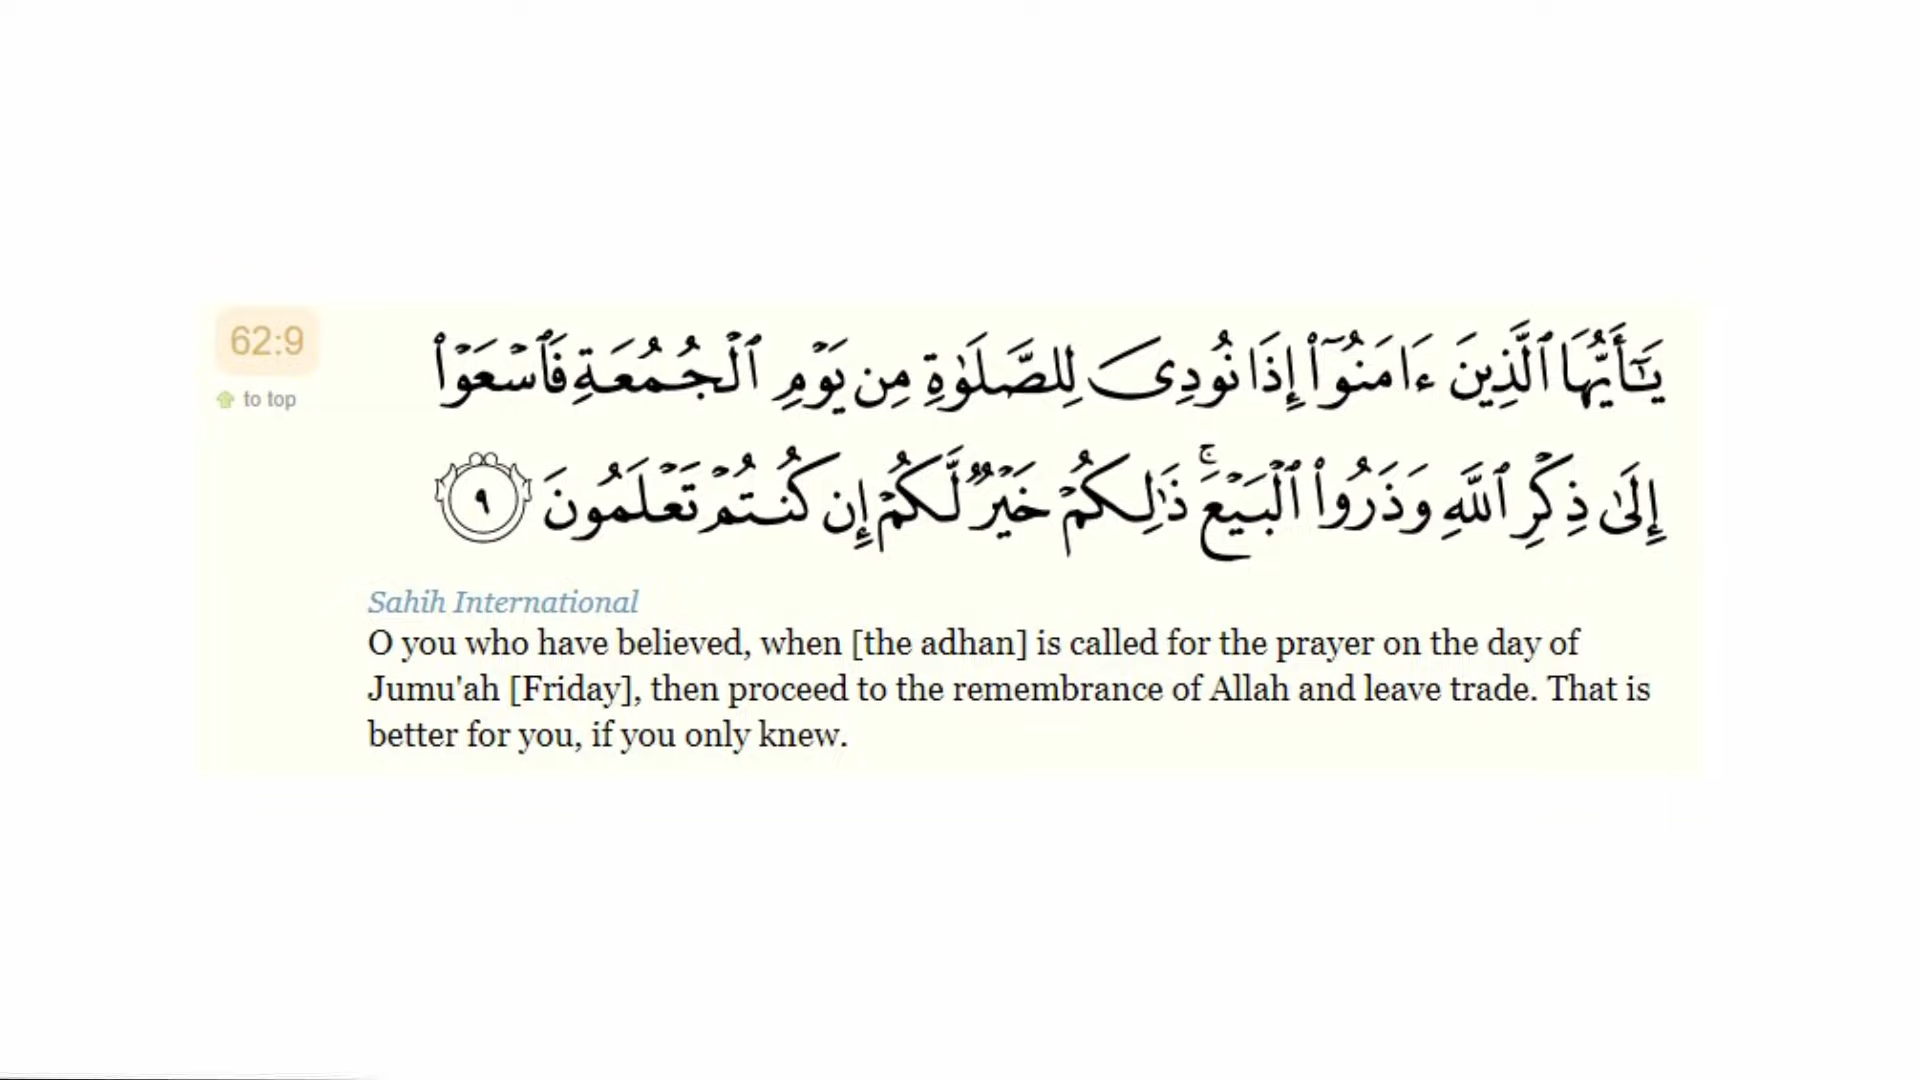 62:9
to top
يَـٰٓأَيُّهَا ٱلَّذِينَ ءَامَنُوٓا۟ إِذَا نُودِىَ لِلصَّلَوٰةِ مِن يَوْمِ ٱلْجُمُعَةِ فَٱسْعَوْا۟
إِلَىٰ ذِكْرِ ٱللَّهِ وَذَرُوا۟ ٱلْبَيْعَ ۚ ذَٰلِكُمْ خَيْرٌ لَّكُمْ إِن كُنتُمْ تَعْلَمُونَ ٩
Sahih International
O you who have believed, when [the adhan] is called for the prayer on the day of
Jumu'ah [Friday], then proceed to the remembrance of Allah and leave trade. That is
better for you, if you only knew.